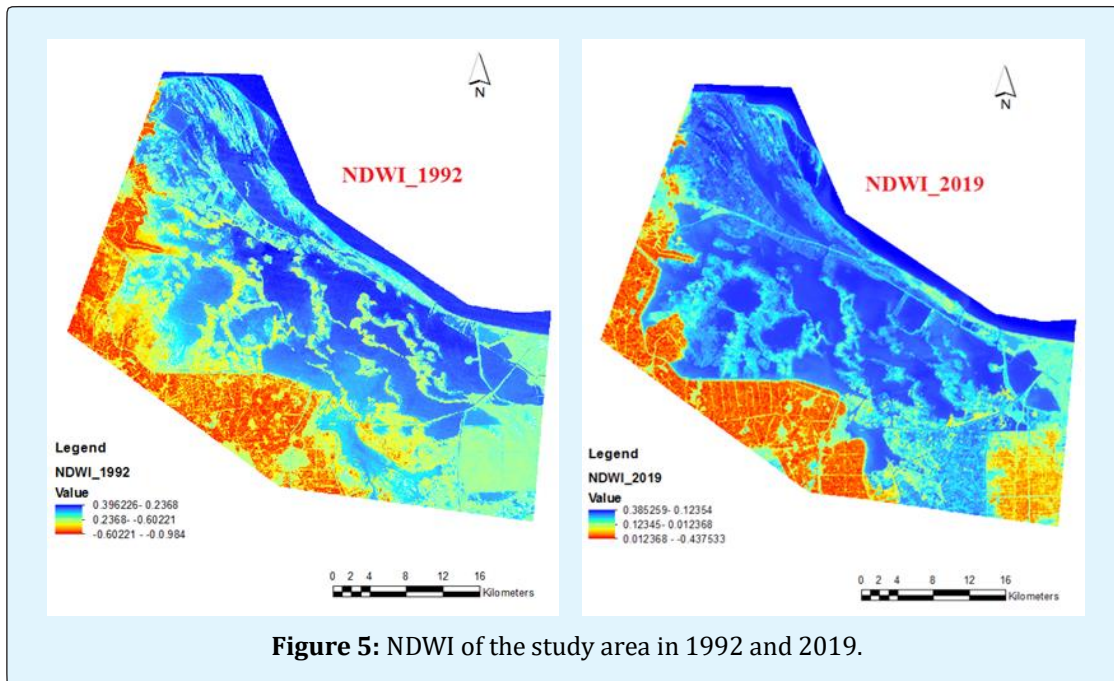 N
NDWI_1992
Legend
NDWI_1992
Value
0.396226- 0.2368
0.2368- -0.60221
-0.60221 - -0.0.984
0 2 4 8 12 16
Kilometers
N
NDWI_2019
Legend
NDWI_2019
Value
0.385259- 0.12354
0.12345- 0.012368
0.012368 - -0.437533
0 2 4 8 12 16
Kilometers
Figure 5: NDWI of the study area in 1992 and 2019.